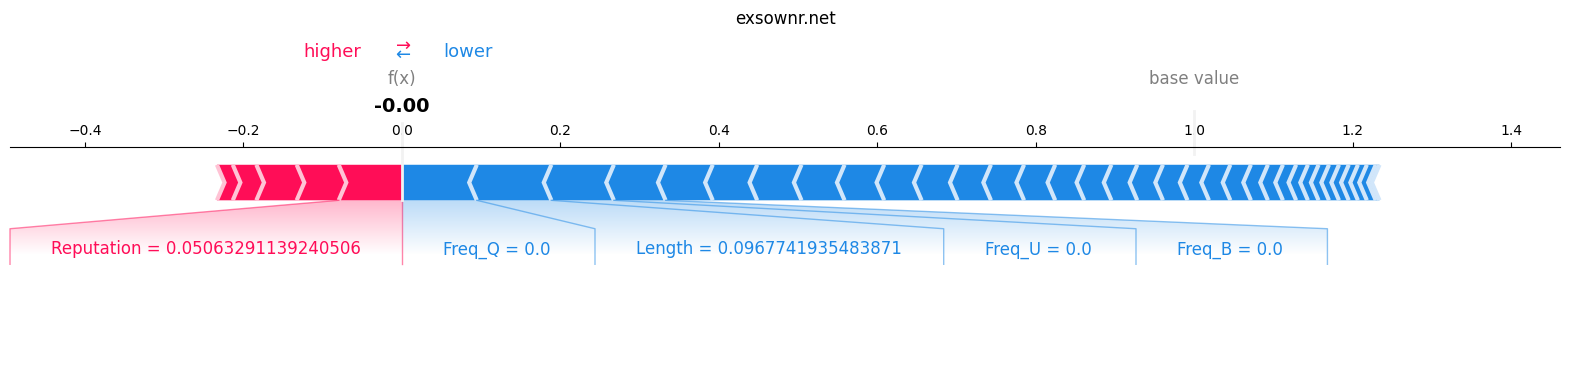 exsownr.net
higher ⇄ lower
f(x) base value
-0.00
−0.4 −0.2 0.0 0.2 0.4 0.6 0.8 1.0 1.2 1.4
Reputation = 0.05063291139240506 Freq_Q = 0.0 Length = 0.0967741935483871 Freq_U = 0.0 Freq_B = 0.0